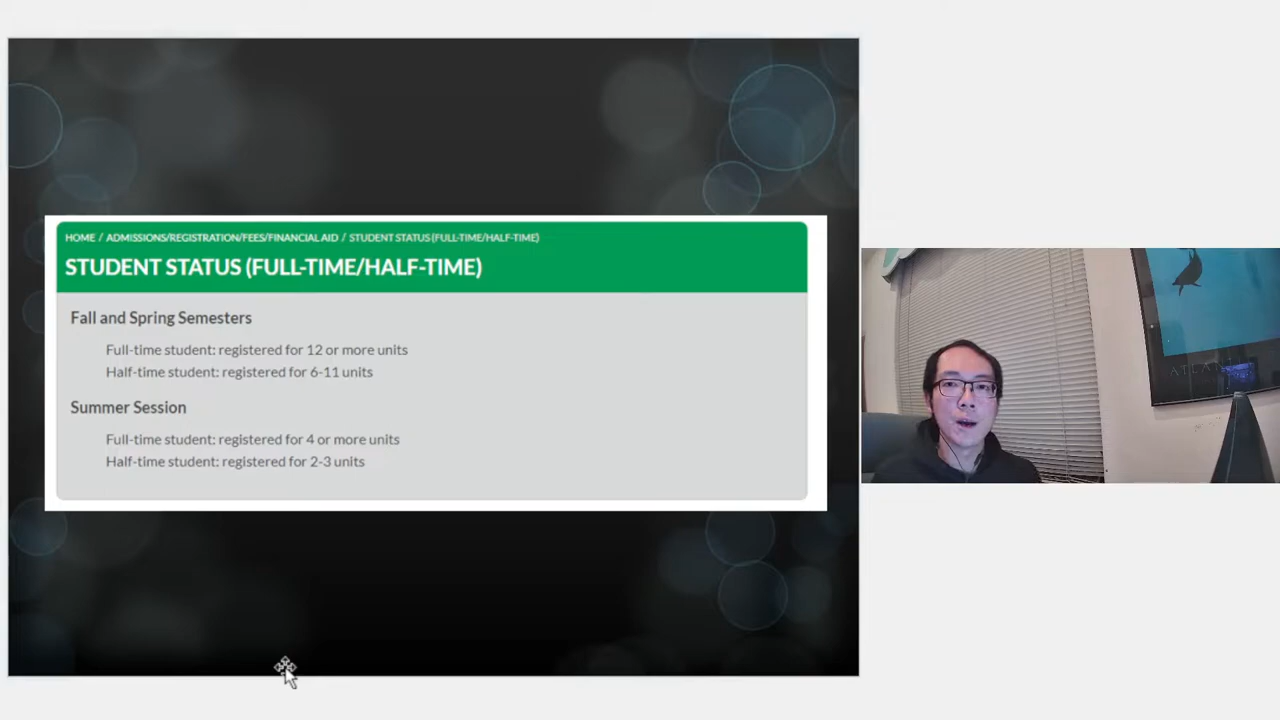 HOME / ADMISSIONS/REGISTRATION/FEES/FINANCIAL AID / STUDENT STATUS (FULL-TIME/HALF-TIME)
STUDENT STATUS (FULL-TIME/HALF-TIME)
Fall and Spring Semesters
Full-time student: registered for 12 or more units
Half-time student: registered for 6-11 units
Summer Session
Full-time student: registered for 4 or more units
Half-time student: registered for 2-3 units